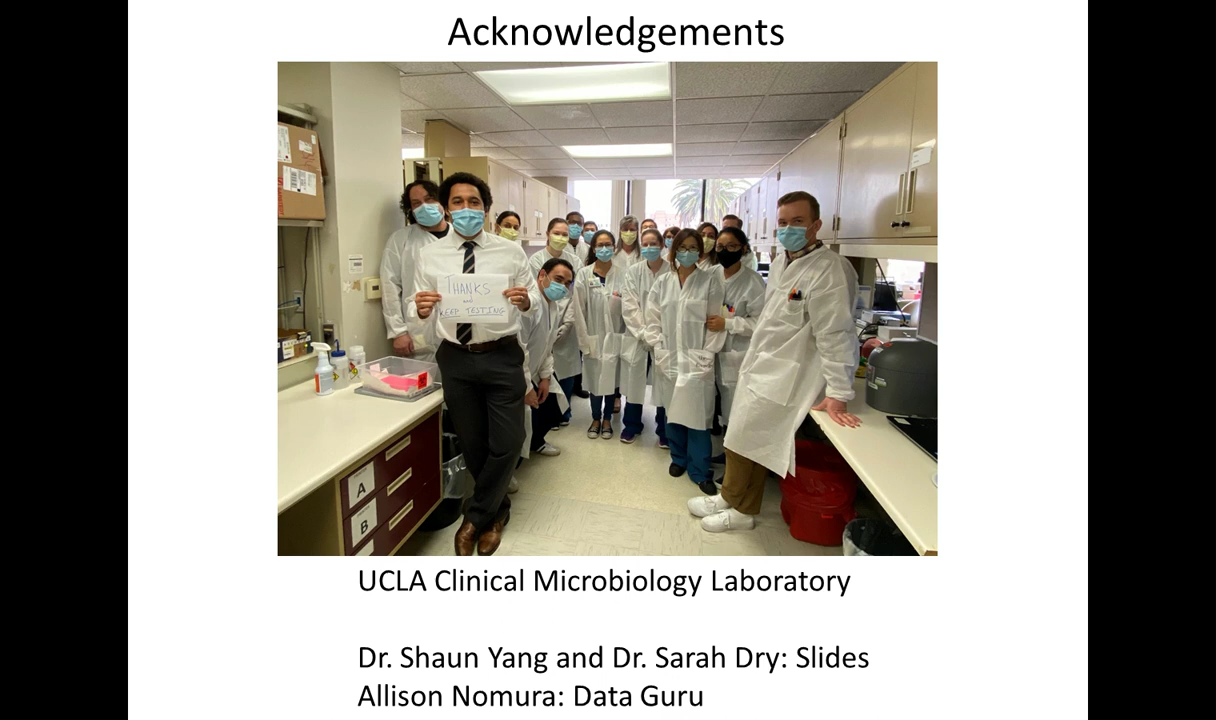 Acknowledgements
THANKS
and
KEEP TESTING
A
B
UCLA Clinical Microbiology Laboratory
Dr. Shaun Yang and Dr. Sarah Dry: Slides
Allison Nomura: Data Guru